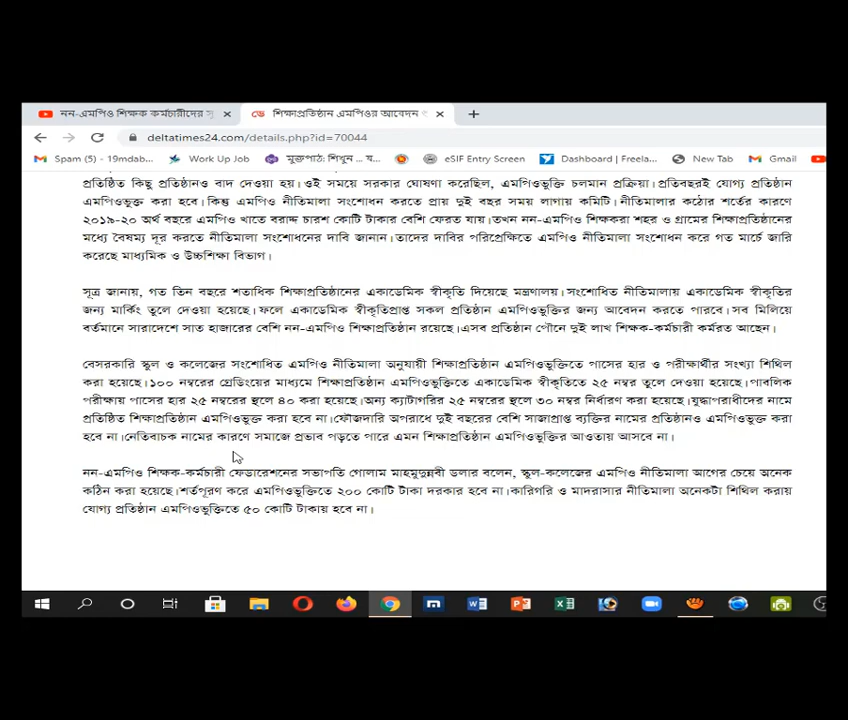 নন-এমপিও শিক্ষক কর্মচারীদের সু
শিক্ষাপ্রতিষ্ঠান এমপিওর আবেদন ও
deltatimes24.com/details.php?id=70044
Spam (5) - 19mdab...
Work Up Job
মুক্তপাঠ: শিখুন ... য...
eSIF Entry Screen
Dashboard | Freela...
New Tab
Gmail
প্রতিষ্ঠিত কিছু প্রতিষ্ঠানও বাদ দেওয়া হয়। ওই সময়ে সরকার ঘোষণা করেছিল, এমপিওভুক্তি চলমান প্রক্রিয়া। প্রতিবছরই যোগ্য প্রতিষ্ঠান
এমপিওভুক্ত করা হবে। কিন্তু এমপিও নীতিমালা সংশোধন করতে প্রায় দুই বছর সময় লাগায় কমিটি। নীতিমালার কঠোর শর্তের কারণে
২০১৯-২০ অর্থ বছরে এমপিও খাতে বরাদ্দ চারশ কোটি টাকার বেশি ফেরত যায়। তখন নন-এমপিও শিক্ষকরা শহর ও গ্রামের শিক্ষাপ্রতিষ্ঠানের
মধ্যে বৈষম্য দূর করতে নীতিমালা সংশোধনের দাবি জানান। তাদের দাবির পরিপ্রেক্ষিতে এমপিও নীতিমালা সংশোধন করে গত মার্চে জারি
করেছে মাধ্যমিক ও উচ্চশিক্ষা বিভাগ।
সূত্র জানায়, গত তিন বছরে শতাধিক শিক্ষাপ্রতিষ্ঠানের একাডেমিক স্বীকৃতি দিয়েছে মন্ত্রণালয়। সংশোধিত নীতিমালায় একাডেমিক স্বীকৃতির
জন্য মার্কিং তুলে দেওয়া হয়েছে। ফলে একাডেমিক স্বীকৃতিপ্রাপ্ত সকল প্রতিষ্ঠান এমপিওভুক্তির জন্য আবেদন করতে পারবে। সব মিলিয়ে
বর্তমানে সারাদেশে সাত হাজারের বেশি নন-এমপিও শিক্ষাপ্রতিষ্ঠান রয়েছে। এসব প্রতিষ্ঠান পৌনে দুই লাখ শিক্ষক-কর্মচারী কর্মরত আছেন।
বেসরকারি স্কুল ও কলেজের সংশোধিত এমপিও নীতিমালা অনুযায়ী শিক্ষাপ্রতিষ্ঠান এমপিওভুক্তিতে পাসের হার ও পরীক্ষার্থীর সংখ্যা শিথিল
করা হয়েছে। ১০০ নম্বরের গ্রেডিংয়ের মাধ্যমে শিক্ষাপ্রতিষ্ঠান এমপিওভুক্তিতে একাডেমিক স্বীকৃতিতে ২৫ নম্বর তুলে দেওয়া হয়েছে। পাবলিক
পরীক্ষায় পাসের হার ২৫ নম্বরের স্থলে ৪০ করা হয়েছে। অন্য ক্যাটাগরির ২৫ নম্বরের স্থলে ৩০ নম্বর নির্ধারণ করা হয়েছে। যুদ্ধাপরাধীদের নামে
প্রতিষ্ঠিত শিক্ষাপ্রতিষ্ঠান এমপিওভুক্ত করা হবে না। ফৌজদারি অপরাধে দুই বছরের বেশি সাজাপ্রাপ্ত ব্যক্তির নামের প্রতিষ্ঠানও এমপিওভুক্ত করা
হবে না। নেতিবাচক নামের কারণে সমাজে প্রভাব পড়তে পারে এমন শিক্ষাপ্রতিষ্ঠান এমপিওভুক্তির আওতায় আসবে না।
নন-এমপিও শিক্ষক-কর্মচারী ফেডারেশনের সভাপতি গোলাম মাহমুদুন্নবী ডলার বলেন, স্কুল-কলেজের এমপিও নীতিমালা আগের চেয়ে অনেক
কঠিন করা হয়েছে। শর্তপূরণ করে এমপিওভুক্তিতে ২০০ কোটি টাকা দরকার হবে না। কারিগরি ও মাদরাসার নীতিমালা অনেকটা শিথিল করায়
যোগ্য প্রতিষ্ঠান এমপিওভুক্তিতে ৫০ কোটি টাকায় হবে না।